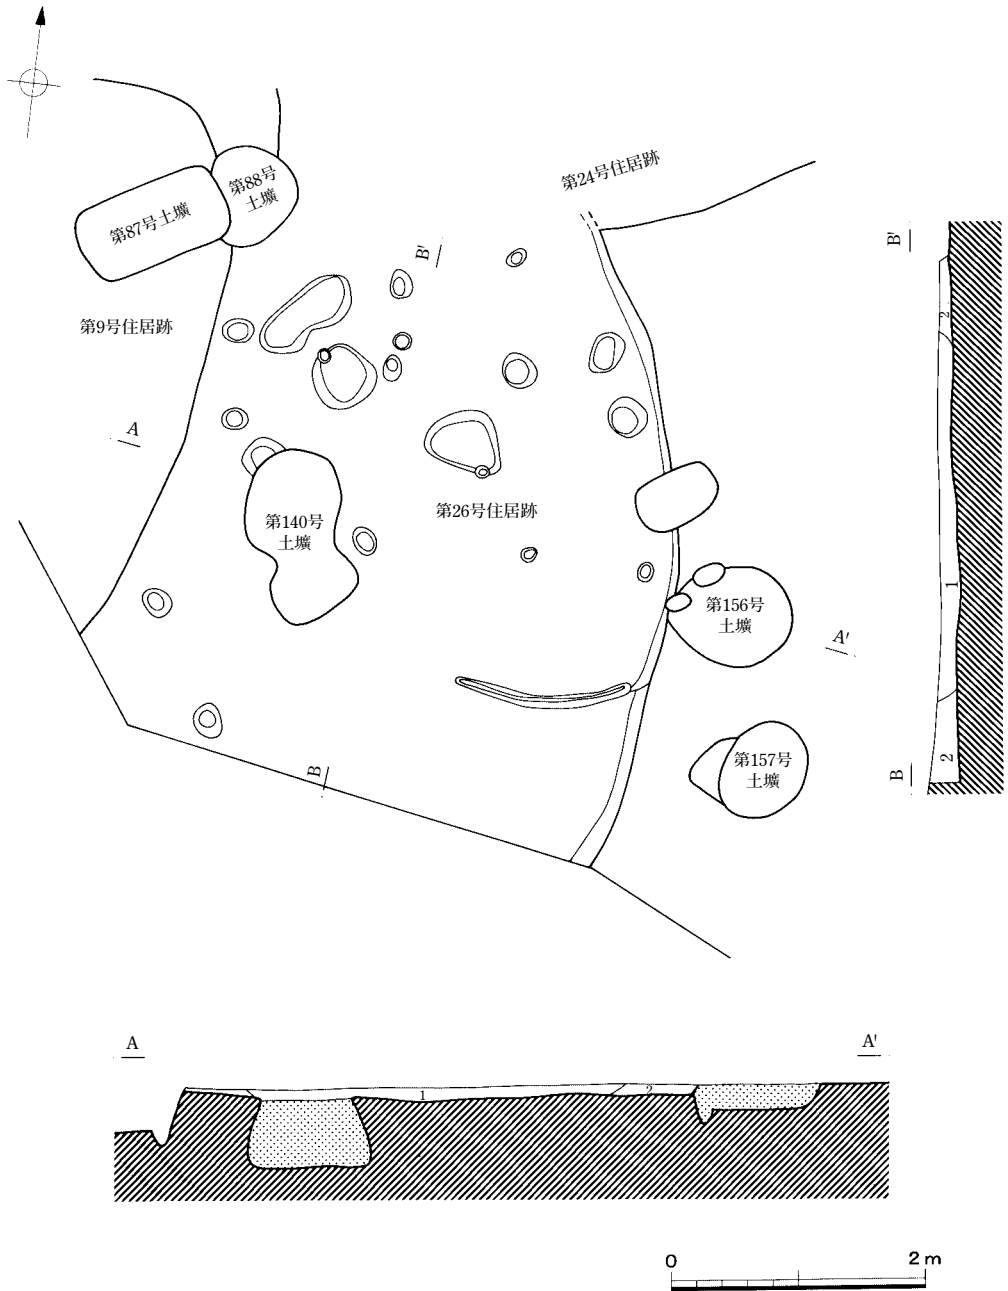 第88号
土壙
第87号土壙
第24号住居跡
B'
B'
第9号住居跡
2
A
第26号住居跡
第140号
土壙
1
第156号
土壙
A'
B
第157号
土壙
2
B
A
A'
1
2
0
2 m